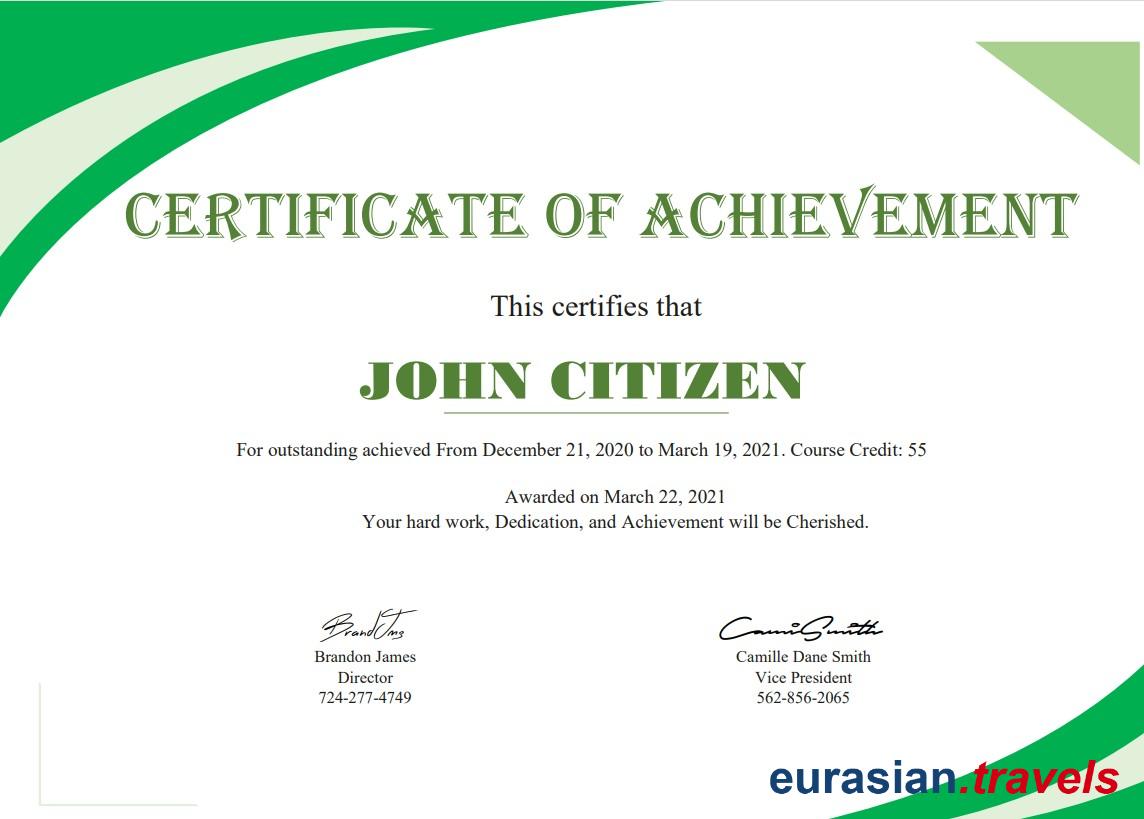 CERTIFICATE OF ACHIEVEMENT
This certifies that
JOHN CITIZEN
For outstanding achieved From December 21, 2020 to March 19, 2021. Course Credit: 55
Awarded on March 22, 2021
Your hard work, Dedication, and Achievement will be Cherished.
BrandJms CamiSmith
Brandon James Camille Dane Smith
Director Vice President
724-277-4749 562-856-2065
eurasian.travels